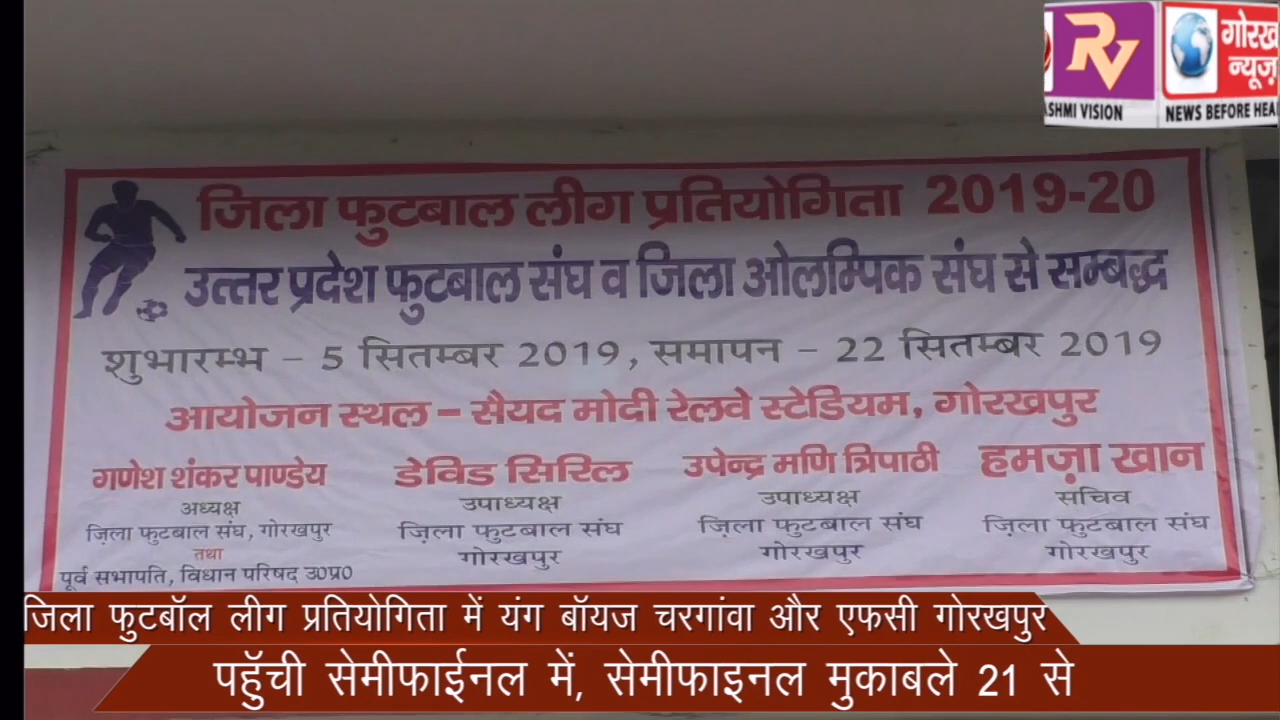 RV
गोरख
न्यूज़
SHMI VISION
NEWS BEFORE
जिला फुटबाल लीग प्रतियोगिता 2019-20
उत्तर प्रदेश फुटबाल संघ व जिला ओलम्पिक संघ से सम्बद्ध
शुभारम्भ – 5 सितम्बर 2019, समापन – 22 सितम्बर 2019
आयोजन स्थल – सैयद मोदी रेलवे स्टेडियम, गोरखपुर
गणेश शंकर पाण्डेय
अध्यक्ष
ज़िला फुटबाल संघ, गोरखपुर
तथा
पूर्व सभापति, विधान परिषद उ0प्र0
डेविड सिरिल
उपाध्यक्ष
ज़िला फुटबाल संघ
गोरखपुर
उपेन्द्र मणि त्रिपाठी
उपाध्यक्ष
ज़िला फुटबाल संघ
गोरखपुर
हमज़ा खान
सचिव
ज़िला फुटबाल संघ
गोरखपुर
जिला फुटबॉल लीग प्रतियोगिता में यंग बॉयज चरगांवा और एफसी गोरखपुर
पहुॅची सेमीफाईनल में, सेमीफाइनल मुकाबले 21 से